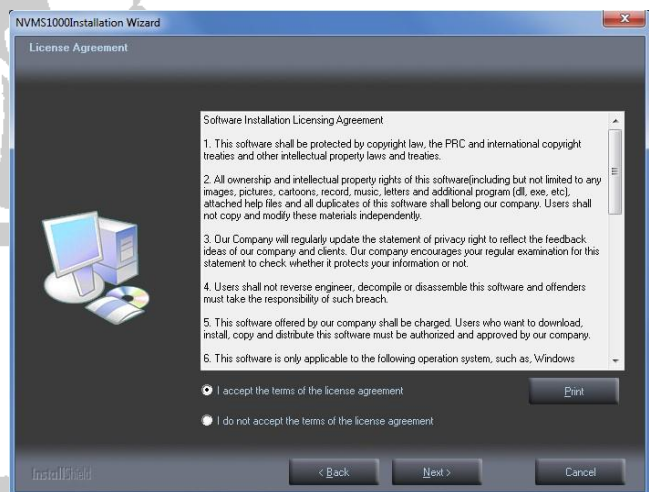 NVMS1000Installation Wizard
License Agreement
Software Installation Licensing Agreement
1. This software shall be protected by copyright law, the PRC and international copyright
treaties and other intellectual property laws and treaties.
2. All ownership and intellectual property rights of this software(including but not limited to any
images, pictures, cartoons, record, music, letters and additional program (dll, exe, etc),
attached help files and all duplicates of this software shall belong our company. Users shall
not copy and modify these materials independently.
3. Our Company will regularly update the statement of privacy right to reflect the feedback
ideas of our company and clients. Our company encourages your regular examination for this
statement to check whether it protects your information or not.
4. Users shall not reverse engineer, decompile or disassemble this software and offenders
must take the responsibility of such breach.
5. This software offered by our company shall be charged. Users who want to download,
install, copy and distribute this software must be authorized and approved by our company.
6. This software is only applicable to the following operation system, such as, Windows
I accept the terms of the license agreement
Print
I do not accept the terms of the license agreement
InstallShield
< Back
Next >
Cancel